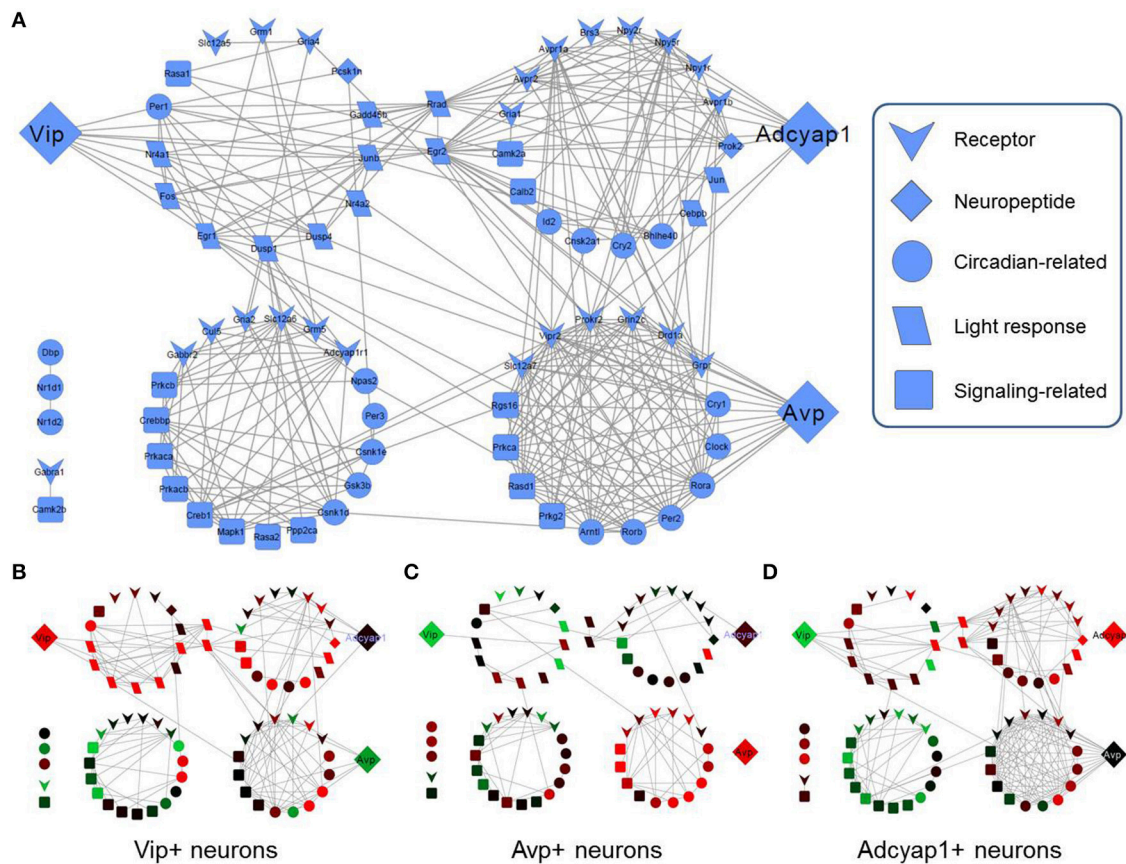 A
Slc12a5
Grm1
Gria4
Rasa1
Pcsk1n
Per1
Gadd45b
Vip
Nr4a1
Junb
Fos
Nr4a2
Egr1
Dusp1
Dusp4
Rrad
Egr2
Avpr1a
Brs3
Npy2r
Npy5r
Avpr2
Npy1r
Gria1
Avpr1b
Camk2a
Prok2
Adcyap1
Calb2
Jun
Id2
Cebpb
Cnsk2a1
Cry2
Bhlhe40
Receptor
Neuropeptide
Circadian-related
Light response
Signaling-related
Dbp
Nr1d1
Nr1d2
Gabra1
Camk2b
Gria2
Slc12a6
Cul5
Grm5
Gabbr2
Adcyap1r1
Prkcb
Npas2
Crebbp
Per3
Prkaca
Csnk1e
Prkacb
Gsk3b
Creb1
Csnk1d
Mapk1
Rasa2
Ppp2ca
Prokr2
Grin2c
Vipr2
Drd1a
Slc12a7
Grpr
Rgs16
Cry1
Avp
Prkca
Clock
Rasd1
Rora
Prkg2
Per2
Arntl
Rorb
B
Vip
Adcyap1
Avp
Vip+ neurons
C
Vip
Adcyap1
Avp
Avp+ neurons
D
Vip
Adcyap
Avp
Adcyap1+ neurons